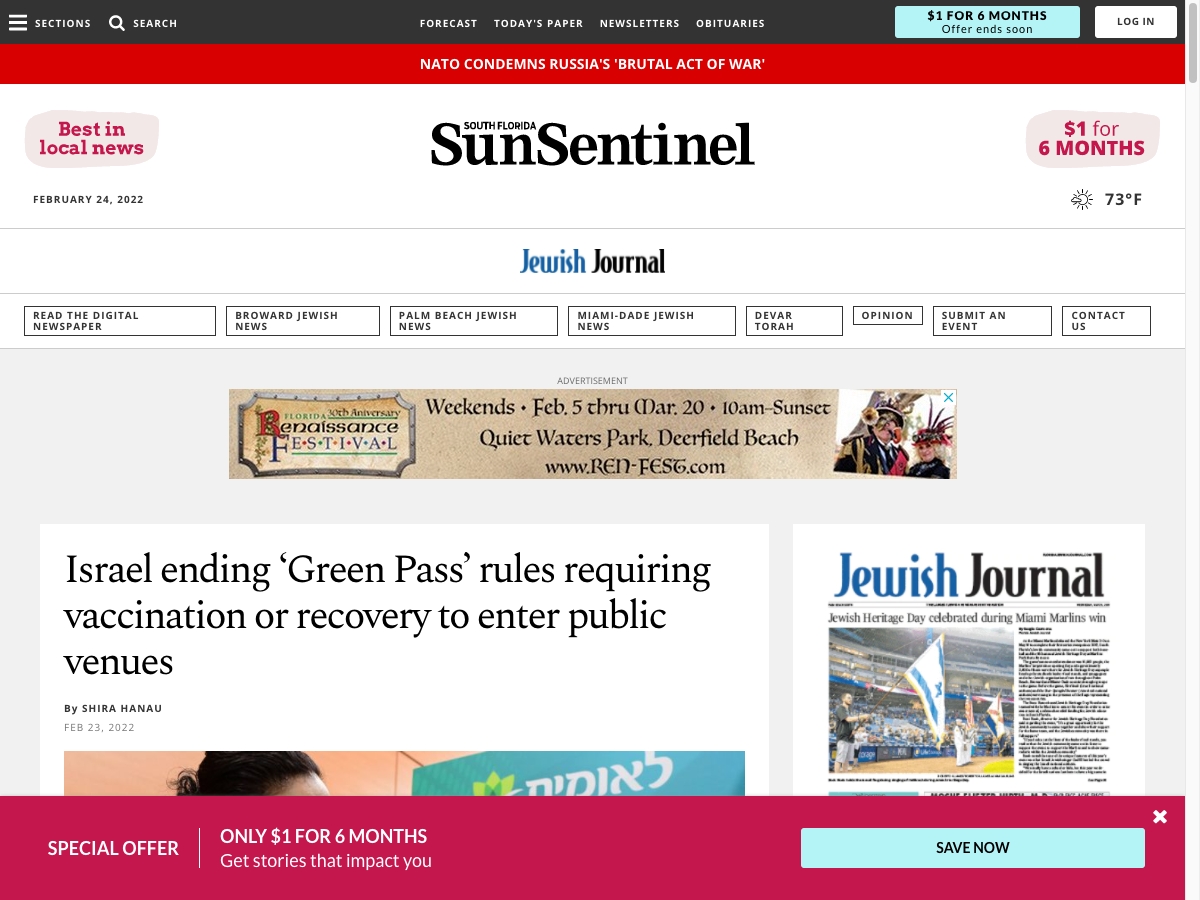 SECTIONS
SEARCH
FORECAST
TODAY'S PAPER
NEWSLETTERS
OBITUARIES
$1 FOR 6 MONTHS
Offer ends soon
LOG IN
NATO CONDEMNS RUSSIA'S 'BRUTAL ACT OF WAR'
Best in
local news
SOUTH FLORIDA
SunSentinel
$1 for
6 MONTHS
FEBRUARY 24, 2022
73°F
Jewish Journal
READ THE DIGITAL
NEWSPAPER
BROWARD JEWISH
NEWS
PALM BEACH JEWISH
NEWS
MIAMI-DADE JEWISH
NEWS
DEVAR
TORAH
OPINION
SUBMIT AN
EVENT
CONTACT
US
ADVERTISEMENT
FLORIDA 30th Aniversary
Renaissance
FESTIVAL
Weekends • Feb. 5 thru Mar. 20 • 10am-Sunset
Quiet Waters Park, Deerfield Beach
www.REN-FEST.com
Israel ending ‘Green Pass’ rules requiring
vaccination or recovery to enter public
venues
By SHIRA HANAU
FEB 23, 2022
לאומית
Jewish Journal
Jewish Heritage Day celebrated during Miami Marlins win
SPECIAL OFFER
ONLY $1 FOR 6 MONTHS
Get stories that impact you
SAVE NOW